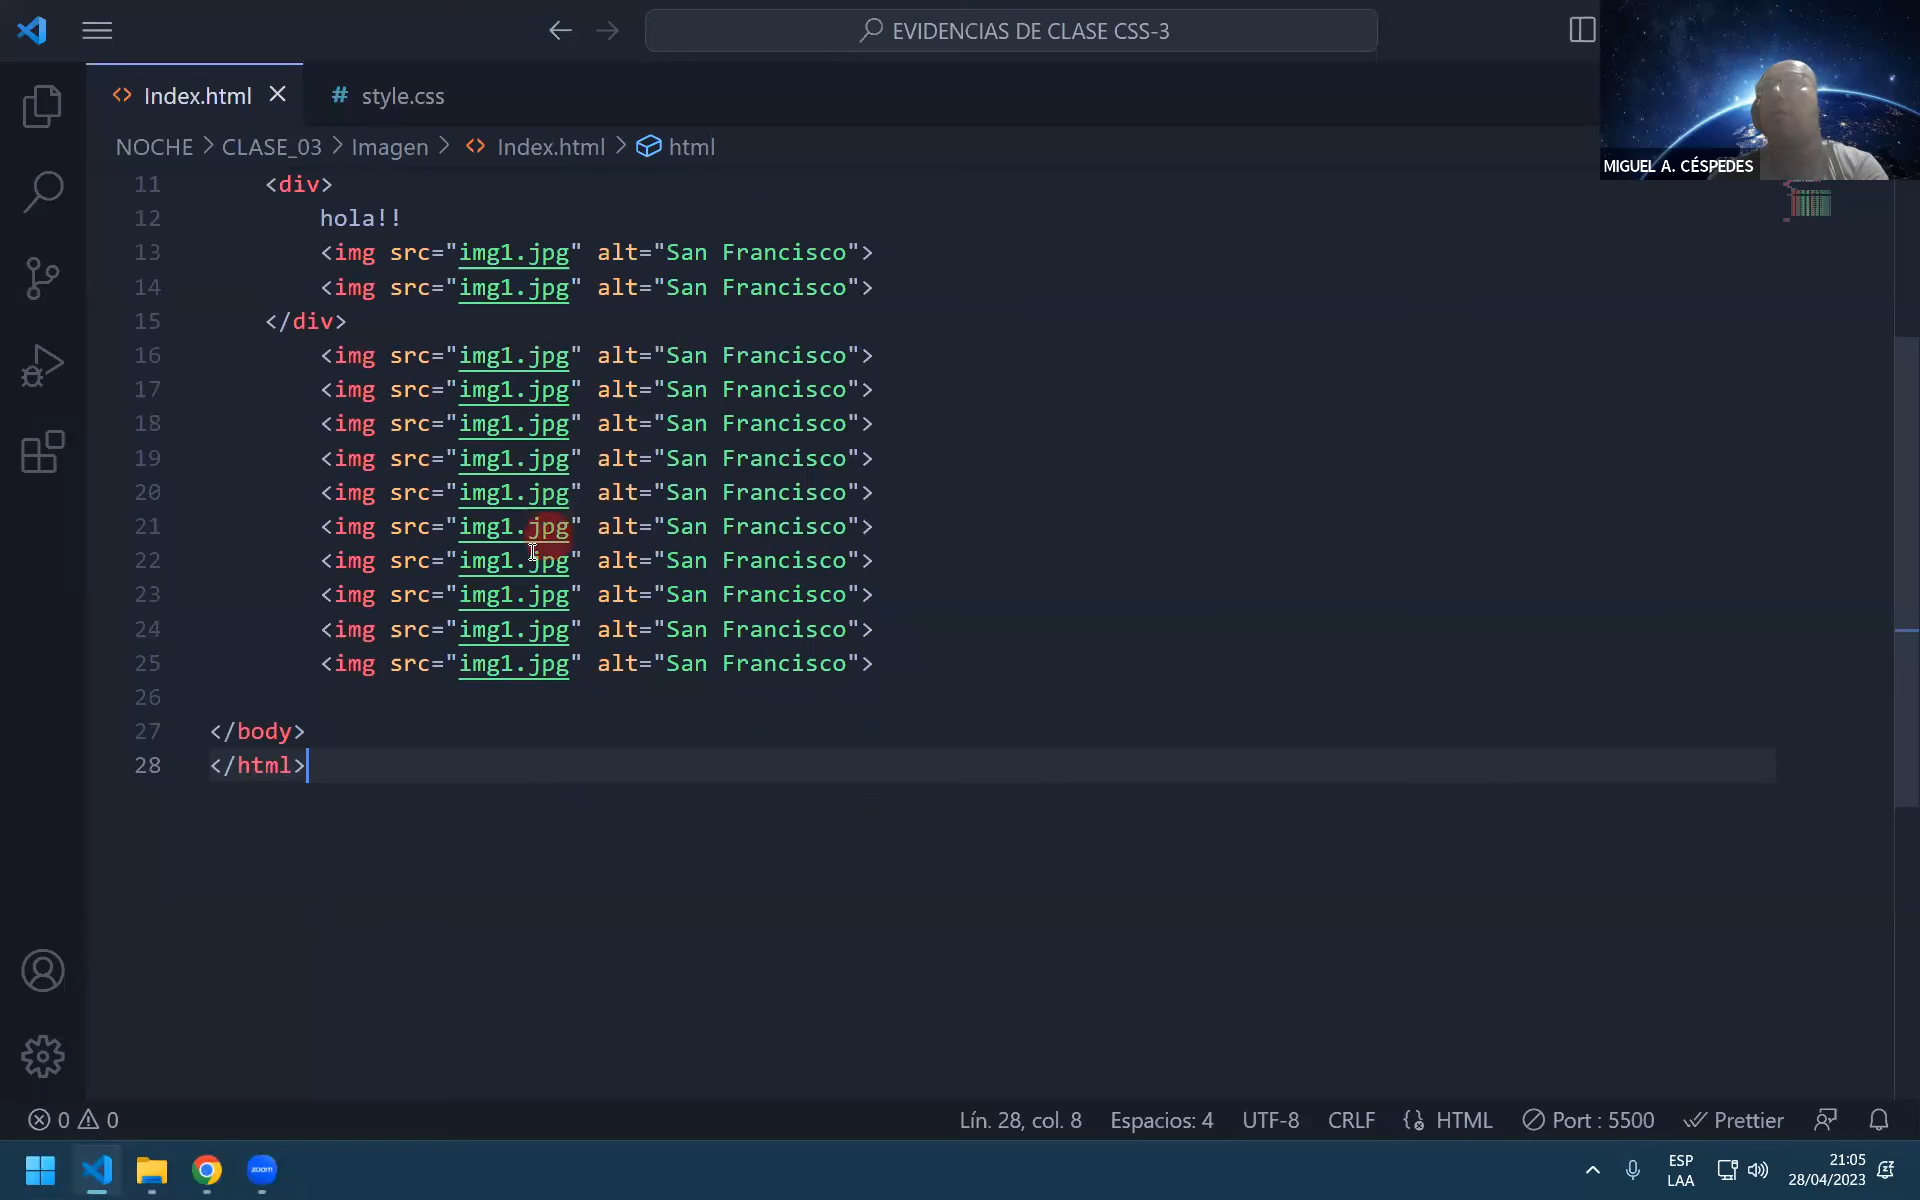 EVIDENCIAS DE CLASE CSS-3
<> Index.html ×
# style.css
NOCHE > CLASE_03 > Imagen > <> Index.html > html
MIGUEL A. CÉSPEDES
11 <div>
12 hola!!
13 <img src="img1.jpg" alt="San Francisco">
14 <img src="img1.jpg" alt="San Francisco">
15 </div>
16 <img src="img1.jpg" alt="San Francisco">
17 <img src="img1.jpg" alt="San Francisco">
18 <img src="img1.jpg" alt="San Francisco">
19 <img src="img1.jpg" alt="San Francisco">
20 <img src="img1.jpg" alt="San Francisco">
21 <img src="img1.jpg" alt="San Francisco">
22 <img src="img1.jpg" alt="San Francisco">
23 <img src="img1.jpg" alt="San Francisco">
24 <img src="img1.jpg" alt="San Francisco">
25 <img src="img1.jpg" alt="San Francisco">
26
27 </body>
28 </html>
0 0
Lín. 28, col. 8 Espacios: 4 UTF-8 CRLF HTML Port : 5500 Prettier
zoom
ESP
LAA
21:05
28/04/2023